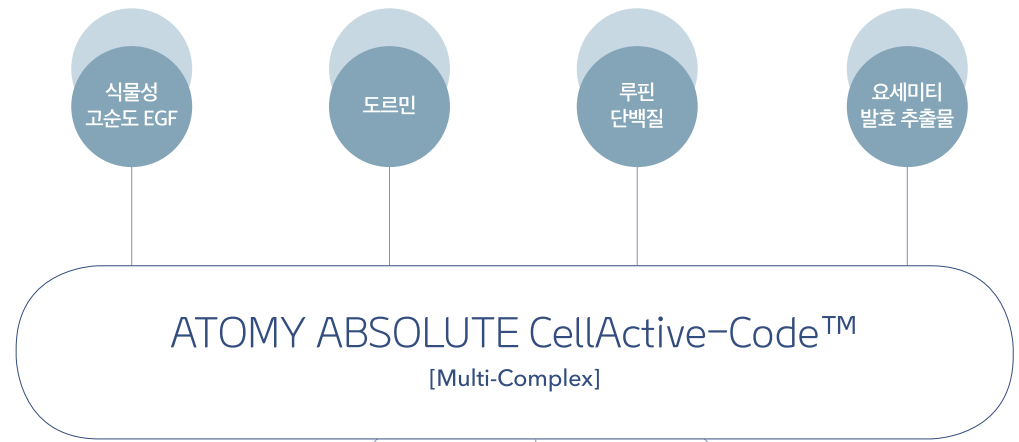 식물성
고순도 EGF
도르민
루핀
단백질
요세미티
발효 추출물
ATOMY ABSOLUTE CellActive-Code™
[Multi-Complex]